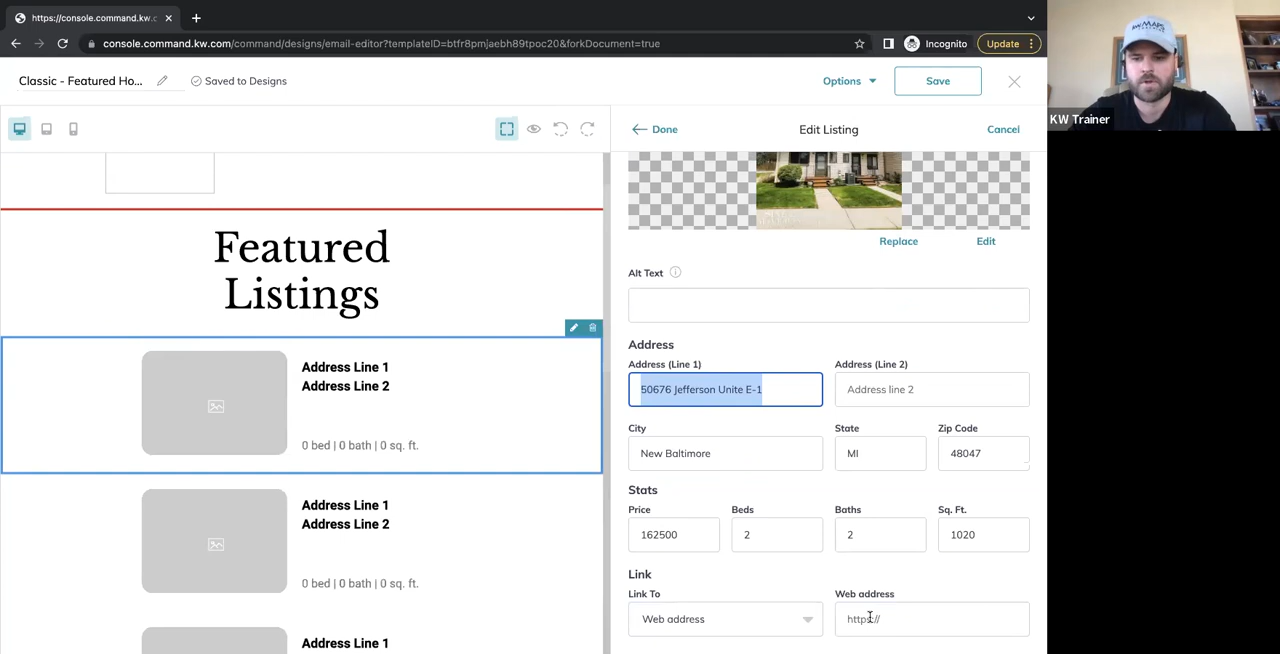 https://console.command.kw.c
console.command.kw.com/command/designs/email-editor?templateID=btfr8pmjaebh89tpoc20&forkDocument=true
Incognito
Update
Classic - Featured Ho...
Saved to Designs
Options
Save
KW Trainer
Done
Edit Listing
Cancel
Replace
Edit
Featured
Listings
Alt Text
Address
Address (Line 1)
Address (Line 2)
50676 Jefferson Unite E-1
Address line 2
City
State
Zip Code
New Baltimore
MI
48047
Stats
Price
Beds
Baths
Sq. Ft.
162500
2
2
1020
Link
Link To
Web address
Web address
https://
Address Line 1
Address Line 2
0 bed | 0 bath | 0 sq. ft.
Address Line 1
Address Line 2
0 bed | 0 bath | 0 sq. ft.
Address Line 1